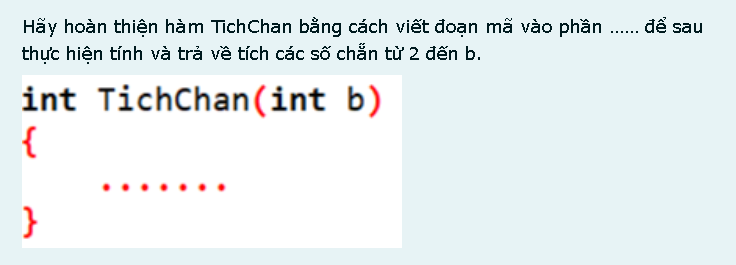 Hãy hoàn thiện hàm TichChan bằng cách viết đoạn mã vào phần ...... để sau
thực hiện tính và trả về tích các số chẵn từ 2 đến b.
int TichChan(int b)
{
.......
}